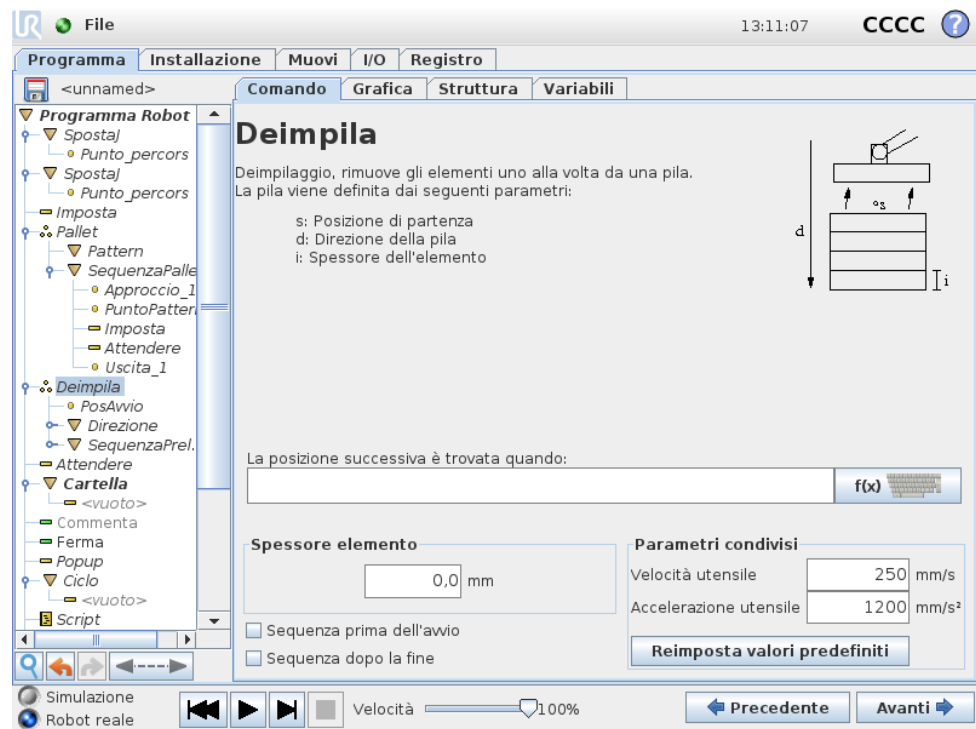 UR File 13:11:07 CCCC ?
Programma Installazione Muovi I/O Registro
<unnamed>
Comando Grafica Struttura Variabili
Programma Robot
SpostaJ
Punto_percors
SpostaJ
Punto_percors
Imposta
Pallet
Pattern
SequenzaPalle
Approccio_1
PuntoPattern
Imposta
Attendere
Uscita_1
Deimpila
PosAvvio
Direzione
SequenzaPrel.
Attendere
Cartella
<vuoto>
Commenta
Ferma
Popup
Ciclo
<vuoto>
Script
Deimpila
Deimpilaggio, rimuove gli elementi uno alla volta da una pila.
La pila viene definita dai seguenti parametri:
s: Posizione di partenza
d: Direzione della pila
i: Spessore dell'elemento
d
s
i
La posizione successiva è trovata quando:
f(x)
Spessore elemento
0,0 mm
Sequenza prima dell'avvio
Sequenza dopo la fine
Parametri condivisi
Velocità utensile 250 mm/s
Accelerazione utensile 1200 mm/s²
Reimposta valori predefiniti
Simulazione
Robot reale
Velocità 100%
Precedente Avanti